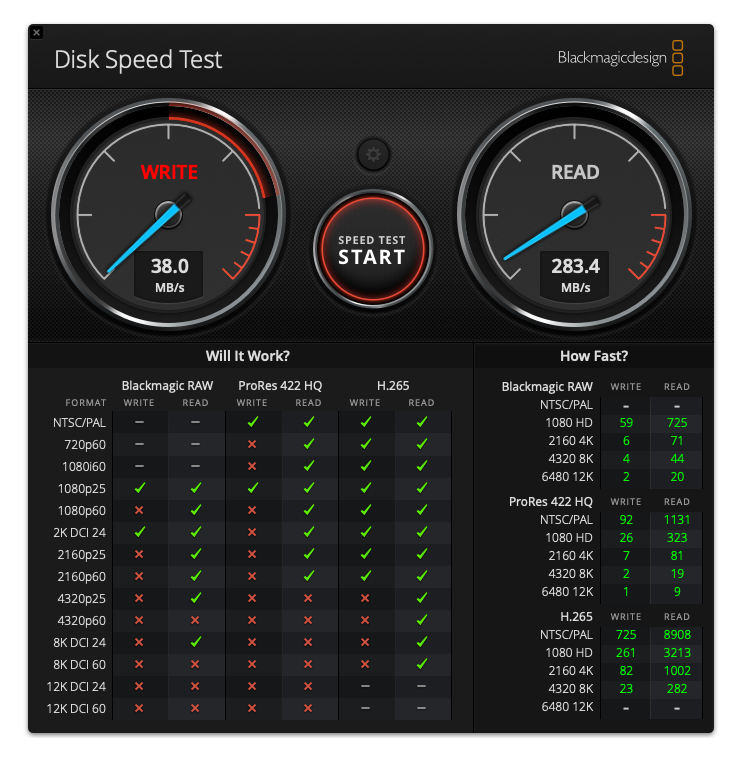 Disk Speed Test
Blackmagicdesign
WRITE
38.0
MB/s
SPEED TEST
START
READ
283.4
MB/s
Will It Work?
Blackmagic RAW ProRes 422 HQ H.265
FORMAT WRITE READ WRITE READ WRITE READ
NTSC/PAL – – ✓ ✓ ✓ ✓
720p60 – – ✗ ✓ ✓ ✓
1080i60 – – ✗ ✓ ✓ ✓
1080p25 ✓ ✓ ✓ ✓ ✓ ✓
1080p60 ✗ ✓ ✗ ✓ ✓ ✓
2K DCI 24 ✓ ✓ ✗ ✓ ✓ ✓
2160p25 ✗ ✓ ✗ ✓ ✓ ✓
2160p60 ✗ ✓ ✗ ✓ ✓ ✓
4320p25 ✗ ✓ ✗ ✗ ✗ ✓
4320p60 ✗ ✗ ✗ ✗ ✗ ✓
8K DCI 24 ✗ ✓ ✗ ✗ ✗ ✓
8K DCI 60 ✗ ✗ ✗ ✗ ✗ ✓
12K DCI 24 ✗ ✗ ✗ ✗ – –
12K DCI 60 ✗ ✗ ✗ ✗ – –
How Fast?
Blackmagic RAW WRITE READ
NTSC/PAL – –
1080 HD 59 725
2160 4K 6 71
4320 8K 4 44
6480 12K 2 20
ProRes 422 HQ WRITE READ
NTSC/PAL 92 1131
1080 HD 26 323
2160 4K 7 81
4320 8K 2 19
6480 12K 1 9
H.265 WRITE READ
NTSC/PAL 725 8908
1080 HD 261 3213
2160 4K 82 1002
4320 8K 23 282
6480 12K – –